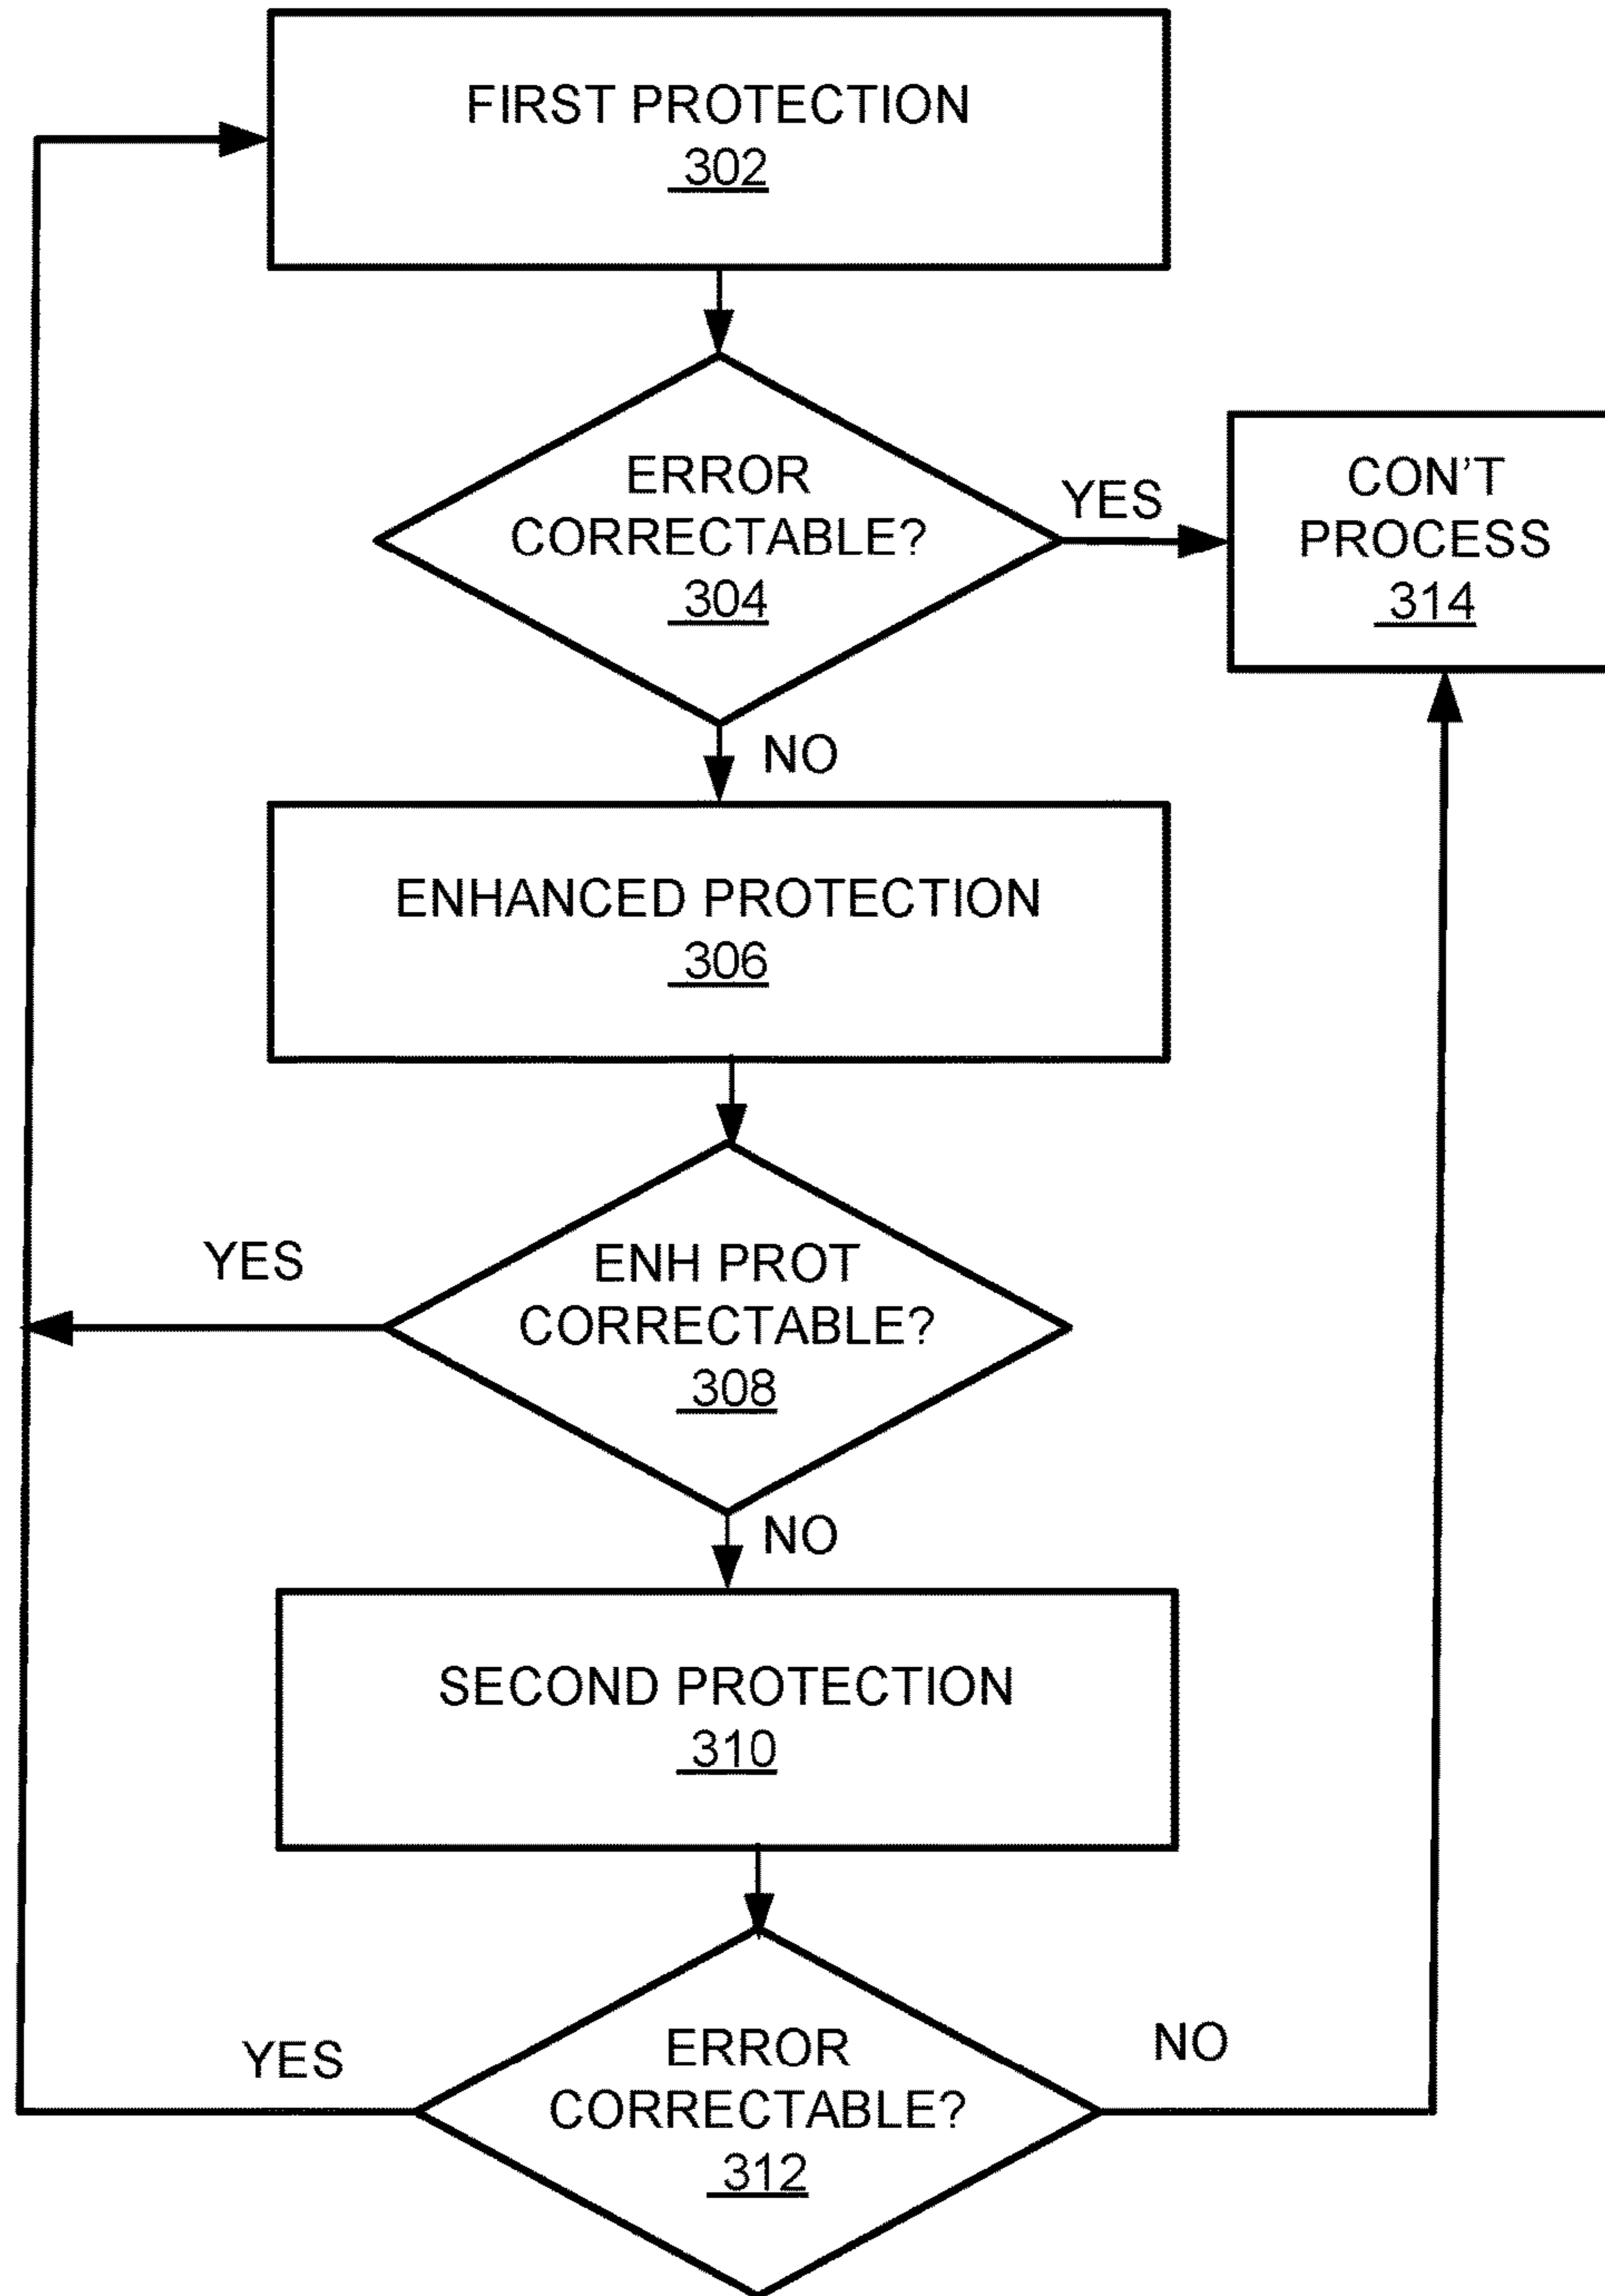 FIRST PROTECTION
302
ERROR
CORRECTABLE?
304
YES
CON'T
PROCESS
314
NO
ENHANCED PROTECTION
306
YES
ENH PROT
CORRECTABLE?
308
NO
SECOND PROTECTION
310
YES
ERROR
CORRECTABLE?
312
NO